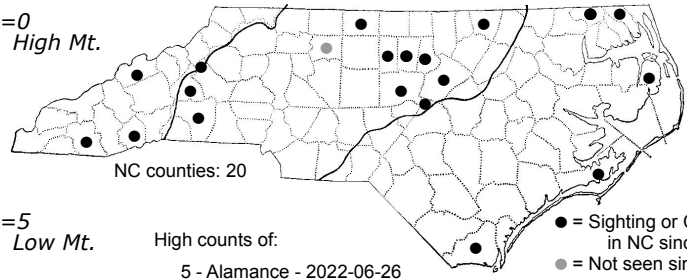 =0
High Mt.
NC counties: 20
=5
Low Mt.
High counts of:
5 - Alamance - 2022-06-26
● = Sighting or
in NC sinc
● = Not seen sin